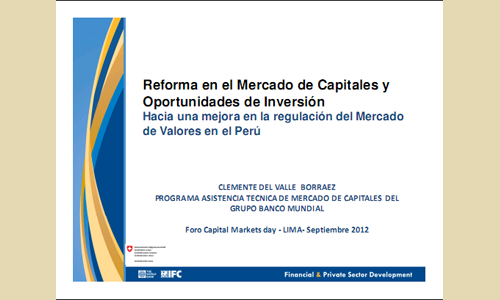 Reforma en el Mercado de Capitales y
Oportunidades de Inversión
Hacia una mejora en la regulación del Mercado
de Valores en el Perú
CLEMENTE DEL VALLE BORRAEZ
PROGRAMA ASISTENCIA TECNICA DE MERCADO DE CAPITALES DEL
GRUPO BANCO MUNDIAL
Foro Capital Markets day - LIMA- Septiembre 2012
IFC
Financial & Private Sector Development